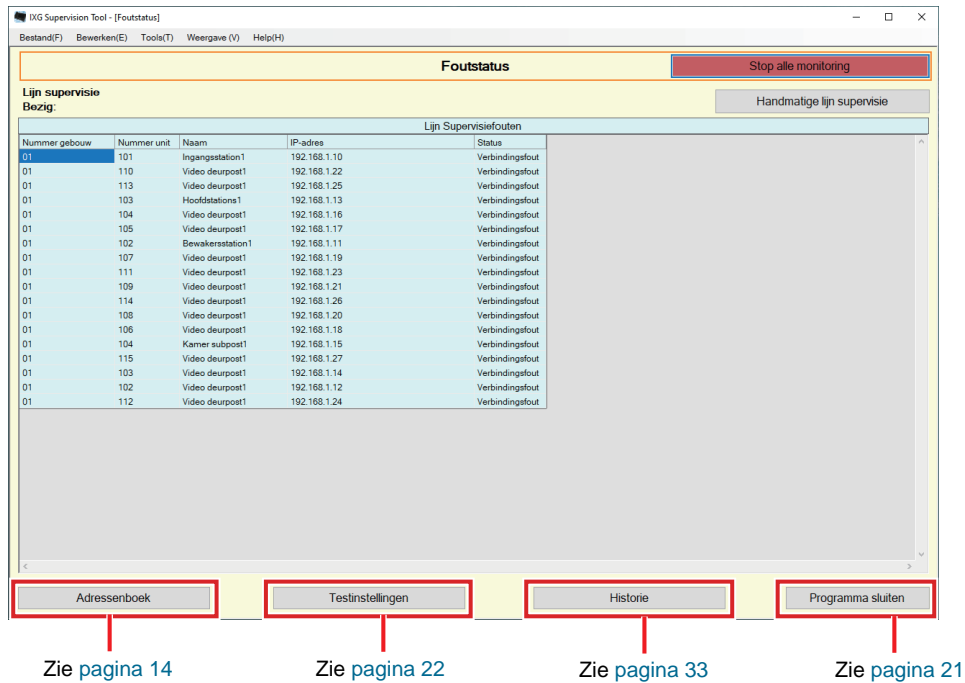 IXG Supervision Tool - [Foutstatus]
Bestand(F) Bewerken(E) Tools(T) Weergave (V) Help(H)
Foutstatus
Stop alle monitoring
Lijn supervisie
Bezig:
Handmatige lijn supervisie
Lijn Supervisiefouten
Nummer gebouw Nummer unit Naam IP-adres Status
01 101 Ingangsstation1 192.168.1.10 Verbindingsfout
01 110 Video deurpost1 192.168.1.22 Verbindingsfout
01 113 Video deurpost1 192.168.1.25 Verbindingsfout
01 103 Hoofdstations1 192.168.1.13 Verbindingsfout
01 104 Video deurpost1 192.168.1.16 Verbindingsfout
01 105 Video deurpost1 192.168.1.17 Verbindingsfout
01 102 Bewakersstation1 192.168.1.11 Verbindingsfout
01 107 Video deurpost1 192.168.1.19 Verbindingsfout
01 111 Video deurpost1 192.168.1.23 Verbindingsfout
01 109 Video deurpost1 192.168.1.21 Verbindingsfout
01 114 Video deurpost1 192.168.1.26 Verbindingsfout
01 108 Video deurpost1 192.168.1.20 Verbindingsfout
01 106 Video deurpost1 192.168.1.18 Verbindingsfout
01 104 Kamer subpost1 192.168.1.15 Verbindingsfout
01 115 Video deurpost1 192.168.1.27 Verbindingsfout
01 103 Video deurpost1 192.168.1.14 Verbindingsfout
01 102 Video deurpost1 192.168.1.12 Verbindingsfout
01 112 Video deurpost1 192.168.1.24 Verbindingsfout
Adressenboek Testinstellingen Historie Programma sluiten
Zie pagina 14 Zie pagina 22 Zie pagina 33 Zie pagina 21